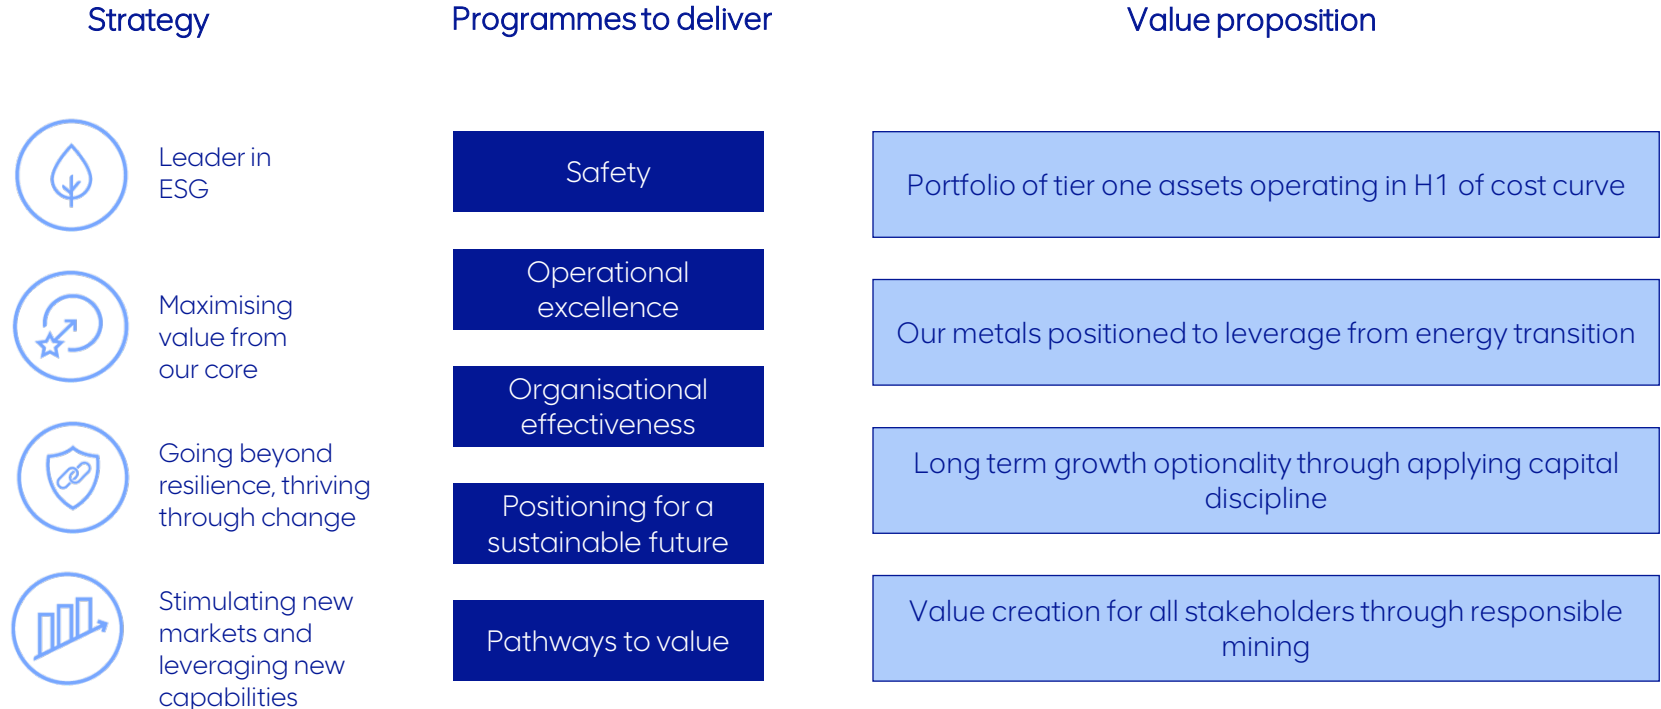 Strategy
Programmes to deliver
Value proposition
Leader in
ESG
Maximising
value from
our core
Going beyond
resilience, thriving
through change
Stimulating new
markets and
leveraging new
capabilities
Safety
Operational
excellence
Organisational
effectiveness
Positioning for a
sustainable future
Pathways to value
Portfolio of tier one assets operating in H1 of cost curve
Our metals positioned to leverage from energy transition
Long term growth optionality through applying capital
discipline
Value creation for all stakeholders through responsible
mining